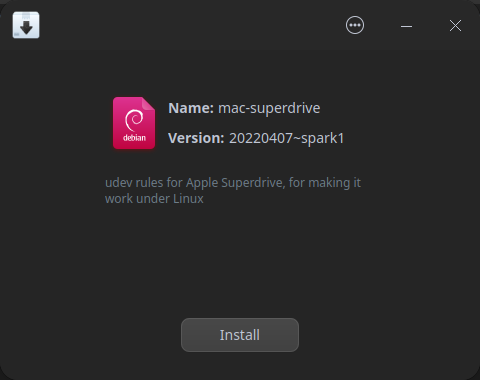 Name: mac-superdrive
debian
Version: 20220407~spark1
udev rules for Apple Superdrive, for making it
work under Linux
Install